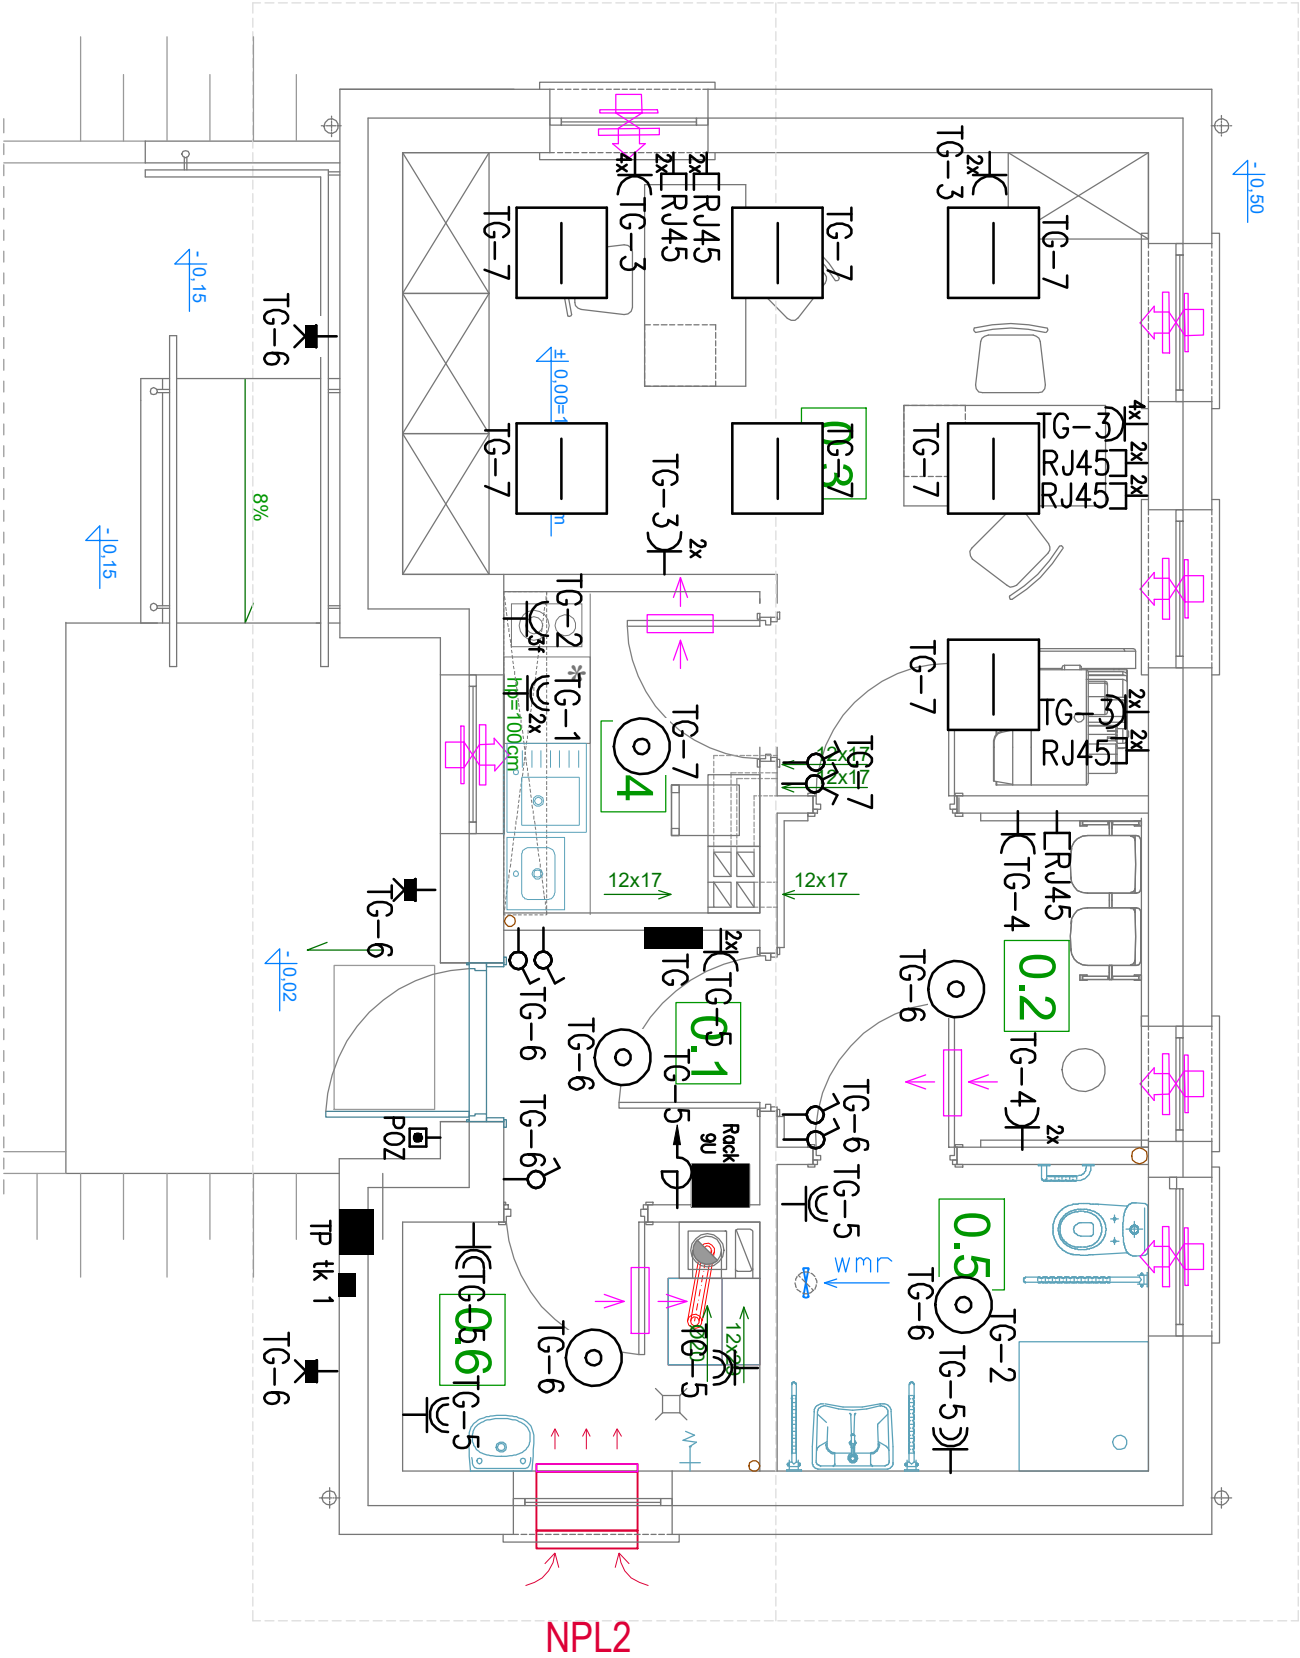 TG-3
2x
-0,50
4x
2x
2x
TG-3
RJ45
RJ45
TG-7
TG-7
TG-7
-0,15
TG-6
TG-7
0.3
TG-7
TG-7
TG-3
4x
RJ45
2x
RJ45
2x
TG-3
2x
8%
-0,15
TG-2
3f
TG-1
2x
hp=100cm
TG-7
TG-7
TG-3
2x
RJ45
2x
4
TG-7
12x17
12x17
12x17
12x17
TG-4
RJ45
TG-6
-0,02
TG-6
TG
2x
TG-5
0.1
TG-6
TG-6
0.2
TG-4
2x
TG-5
TG-6
TG-6
POZ
Rack
9U
TG-5
TP
tk 1
wmr
0.5
TG-6
TG-2
TG-5
0.6
TG-5
TG-6
TG-6
TG-5
TG-5
NPL2